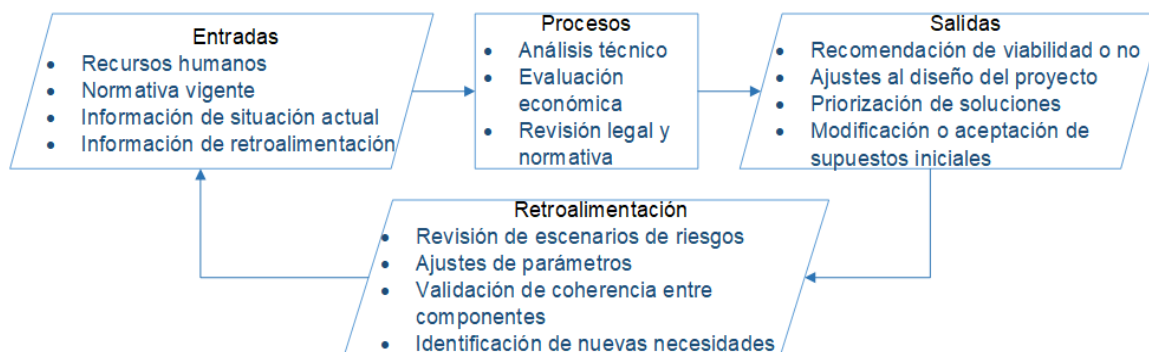 Entradas
• Recursos humanos
• Normativa vigente
• Información de situación actual
• Información de retroalimentación
Procesos
• Análisis técnico
• Evaluación
económica
• Revisión legal y
normativa
Salidas
• Recomendación de viabilidad o no
• Ajustes al diseño del proyecto
• Priorización de soluciones
• Modificación o aceptación de
supuestos iniciales
Retroalimentación
• Revisión de escenarios de riesgos
• Ajustes de parámetros
• Validación de coherencia entre
componentes
• Identificación de nuevas necesidades